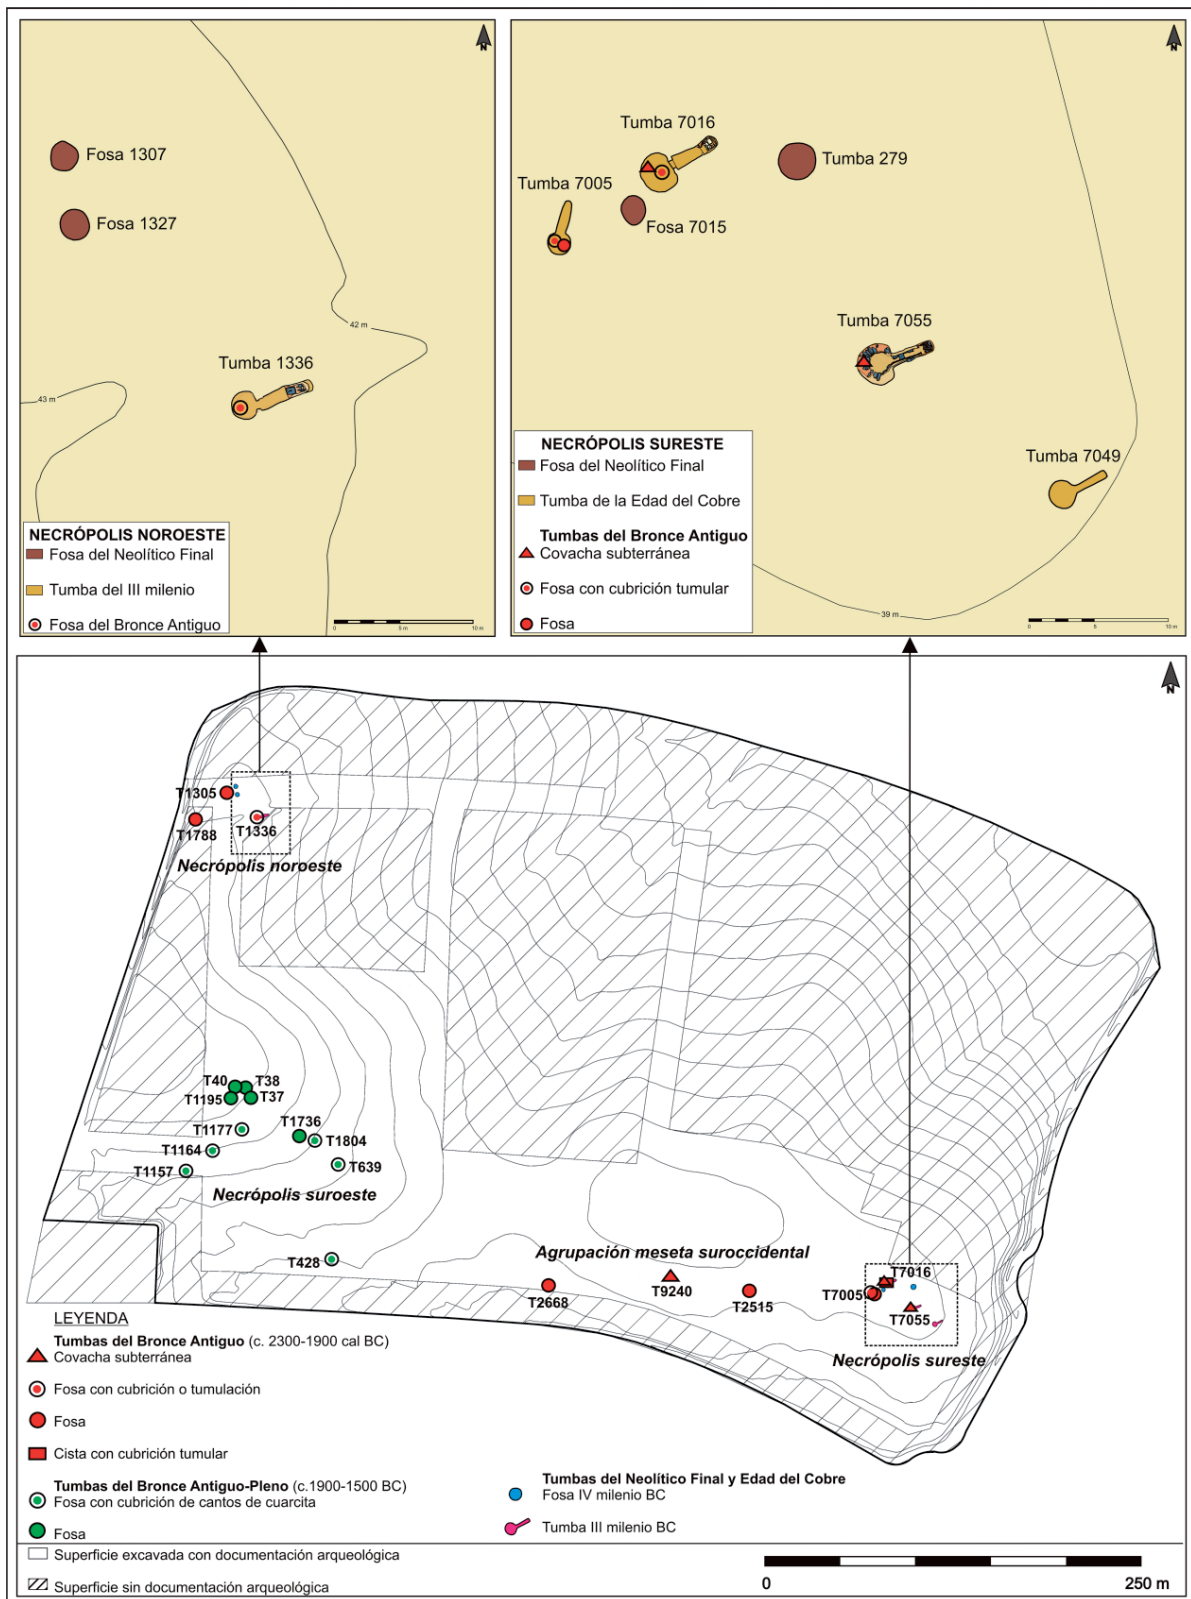 N
Fosa 1307
Fosa 1327
42 m
Tumba 1336
43 m
NECRÓPOLIS NOROESTE
Fosa del Neolítico Final
Tumba del III milenio
Fosa del Bronce Antiguo
0
5 m
10 m
N
Tumba 7016
Tumba 279
Tumba 7005
Fosa 7015
Tumba 7055
Tumba 7049
39 m
NECRÓPOLIS SURESTE
Fosa del Neolítico Final
Tumba de la Edad del Cobre
Tumbas del Bronce Antiguo
Covacha subterránea
Fosa con cubrición tumular
Fosa
0
5
10 m
N
T1305
T1336
T1788
Necrópolis noroeste
T40
T38
T1195
T37
T1177
T1736
T1804
T1164
T639
T1157
Necrópolis suroeste
T428
Agrupación meseta suroccidental
T2668
T9240
T2515
T7016
T7005
T7055
Necrópolis sureste
LEYENDA
Tumbas del Bronce Antiguo (c. 2300-1900 cal BC)
Covacha subterránea
Fosa con cubrición o tumulación
Fosa
Cista con cubrición tumular
Tumbas del Bronce Antiguo-Pleno (c.1900-1500 BC)
Fosa con cubrición de cantos de cuarcita
Fosa
Tumbas del Neolítico Final y Edad del Cobre
Fosa IV milenio BC
Tumba III milenio BC
Superficie excavada con documentación arqueológica
Superficie sin documentación arqueológica
0
250 m